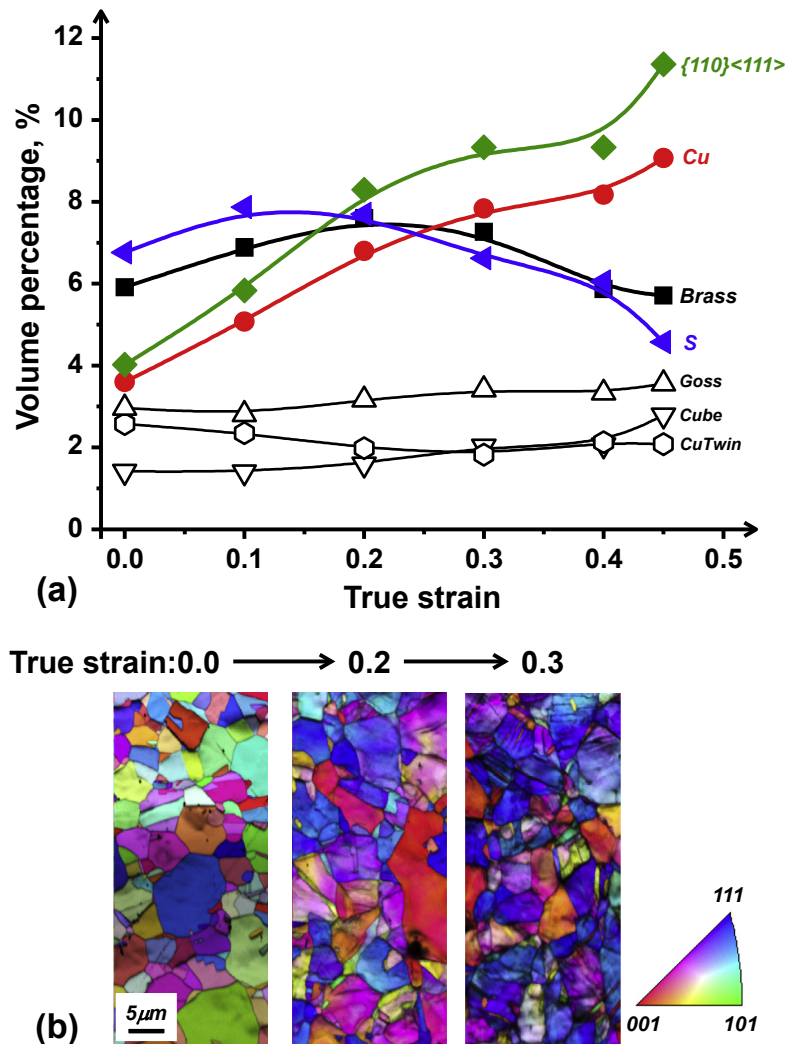 12
10
8
6
4
2
0
Volume percentage, %
{110}<111>
Cu
Brass
S
Goss
Cube
CuTwin
0.0 0.1 0.2 0.3 0.4 0.5
(a) True strain
True strain:0.0 0.2 0.3
111
001 101
5μm
(b)